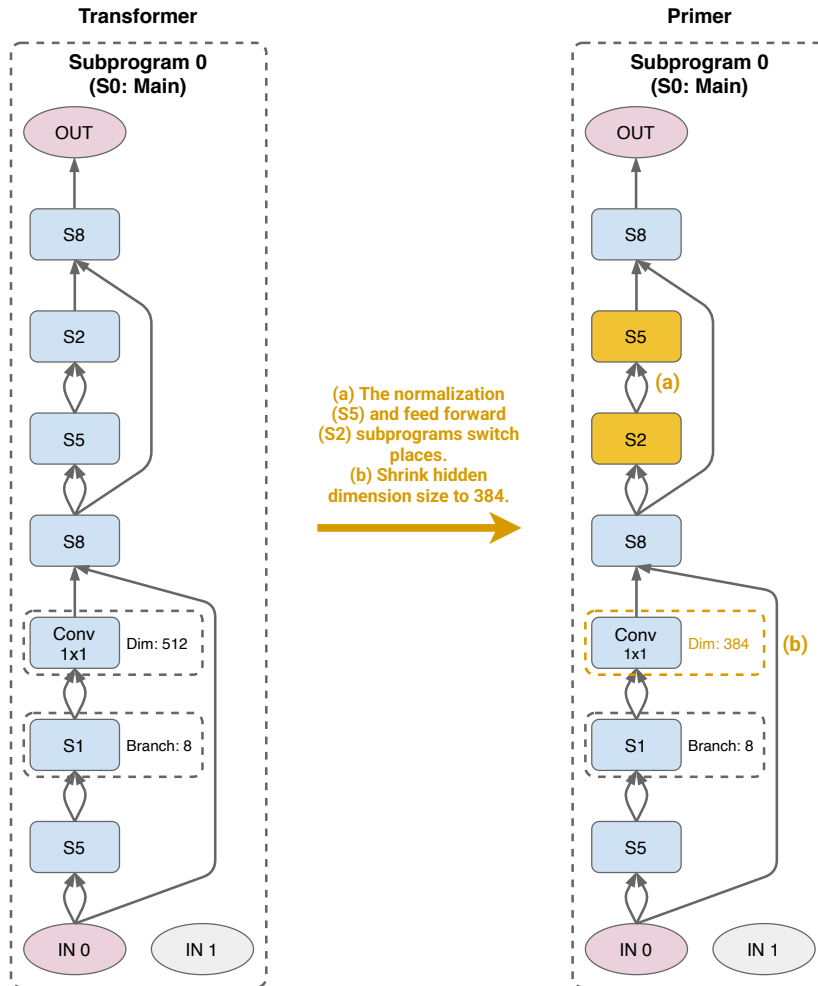 Transformer
Subprogram 0
(S0: Main)
OUT
S8
S2
S5
S8
Conv
1x1
Dim: 512
S1
Branch: 8
S5
IN 0
IN 1
(a) The normalization
(S5) and feed forward
(S2) subprograms switch
places.
(b) Shrink hidden
dimension size to 384.
Primer
Subprogram 0
(S0: Main)
OUT
S8
S5
(a)
S2
S8
Conv
1x1
Dim: 384
(b)
S1
Branch: 8
S5
IN 0
IN 1